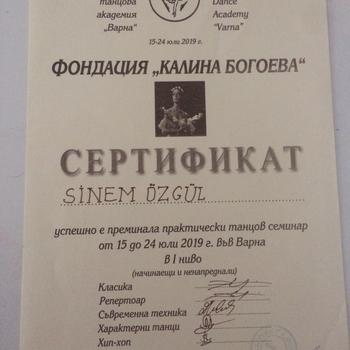 танцова
академия
„Варна“
Dance
Academy
"Varna"
15-24 юли 2019 г.
ФОНДАЦИЯ „КАЛИНА БОГОЕВА“
СЕРТИФИКАТ
SİNEM ÖZGÜL
успешно е преминала практически танцов семинар
от 15 до 24 юли 2019 г. във Варна
в I ниво
(начинаещи и ненапреднали)
Класика
Репертоар
Съвременна техника
Характерни танци
Хип-хоп